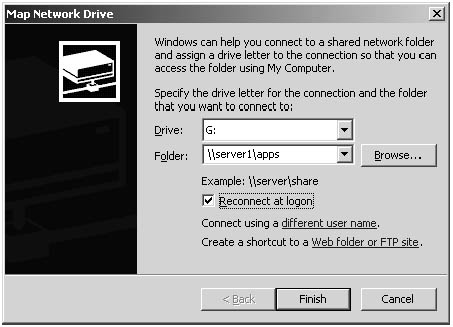 Map Network Drive
Windows can help you connect to a shared network folder
and assign a drive letter to the connection so that you can
access the folder using My Computer.
Specify the drive letter for the connection and the folder
that you want to connect to:
Drive: G:
Folder: \\server1\apps Browse...
Example: \\server\share
Reconnect at logon
Connect using a different user name.
Create a shortcut to a Web folder or FTP site.
< Back Finish Cancel